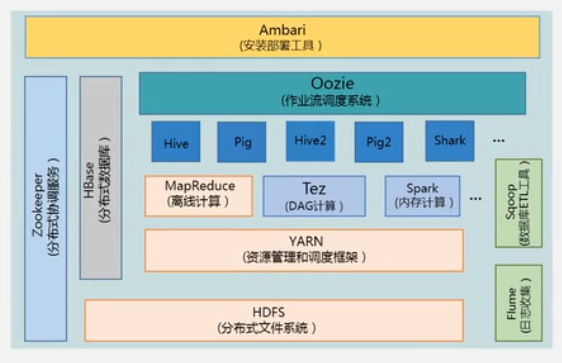 Ambari
(安装部署工具)
Oozie
(作业流调度系统)
Hive
Pig
Hive2
Pig2
Shark
...
MapReduce
(离线计算)
Tez
(DAG计算)
Spark
(内存计算)
...
YARN
(资源管理和调度框架)
HDFS
(分布式文件系统)
Zookeeper
(分布式协调服务)
HBase
(分布式数据库)
Sqoop
(数据库ETL工具)
Flume
(日志收集)